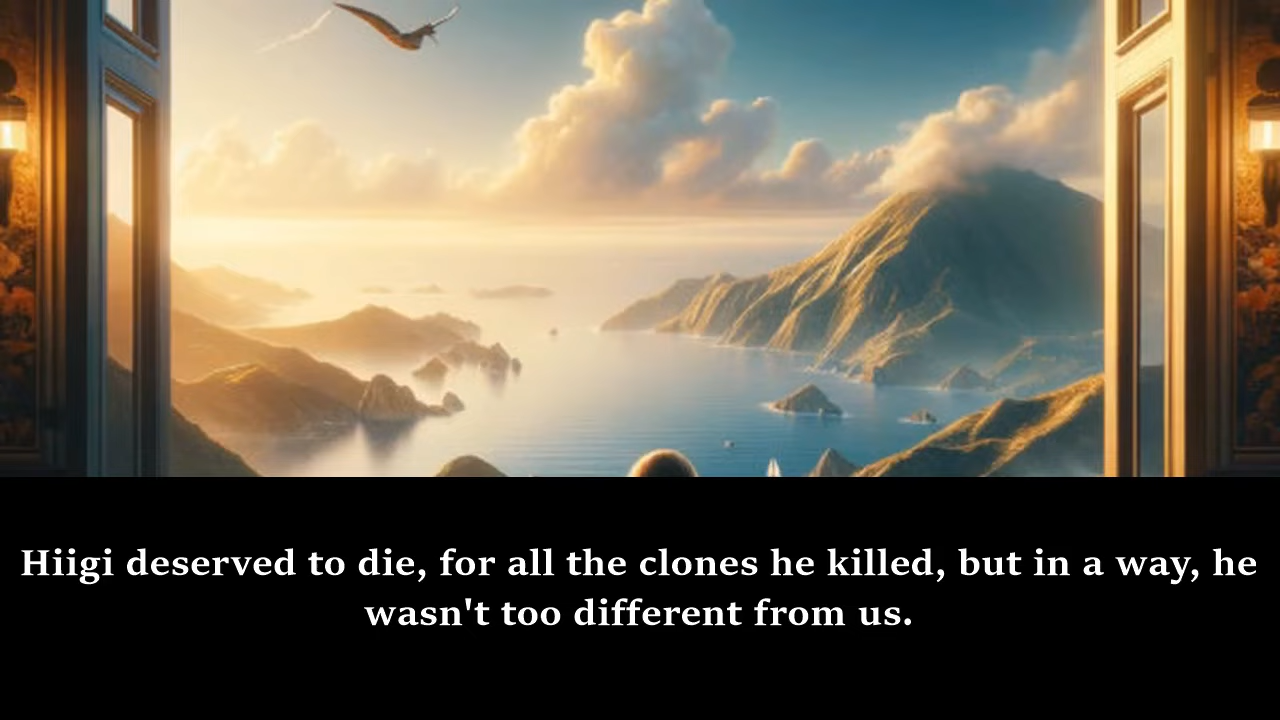 Hiigi deserved to die, for all the clones he killed, but in a way, he
wasn't too different from us.